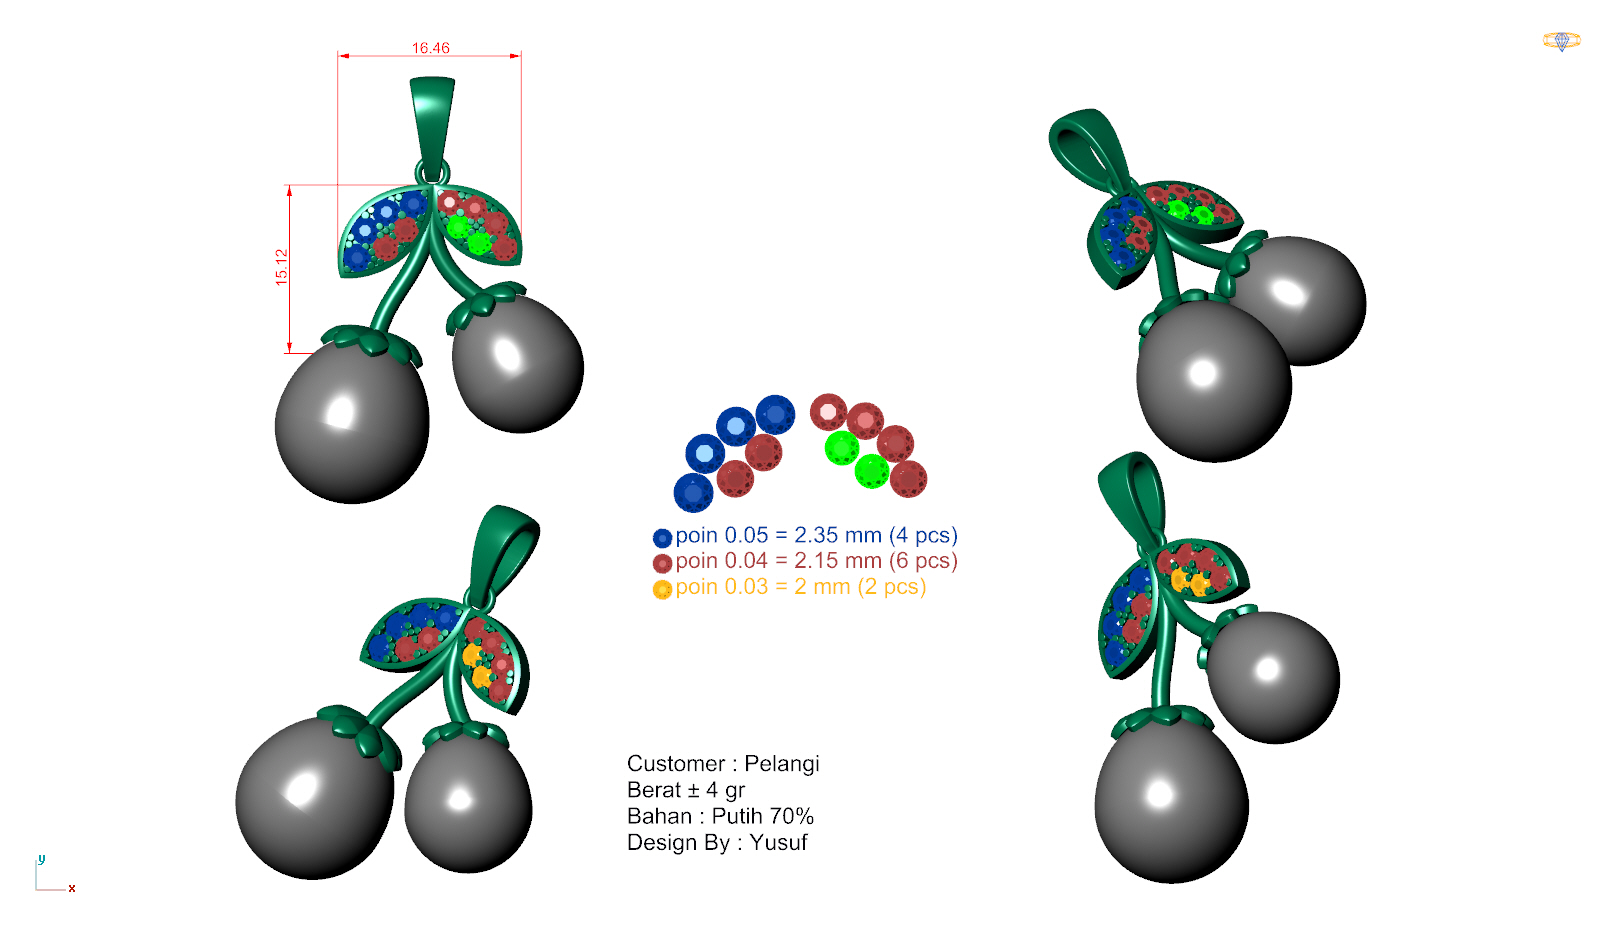 16.46
15.12
poin 0.05 = 2.35 mm (4 pcs)
poin 0.04 = 2.15 mm (6 pcs)
poin 0.03 = 2 mm (2 pcs)
Customer : Pelangi
Berat ± 4 gr
Bahan : Putih 70%
Design By : Yusuf
y
x